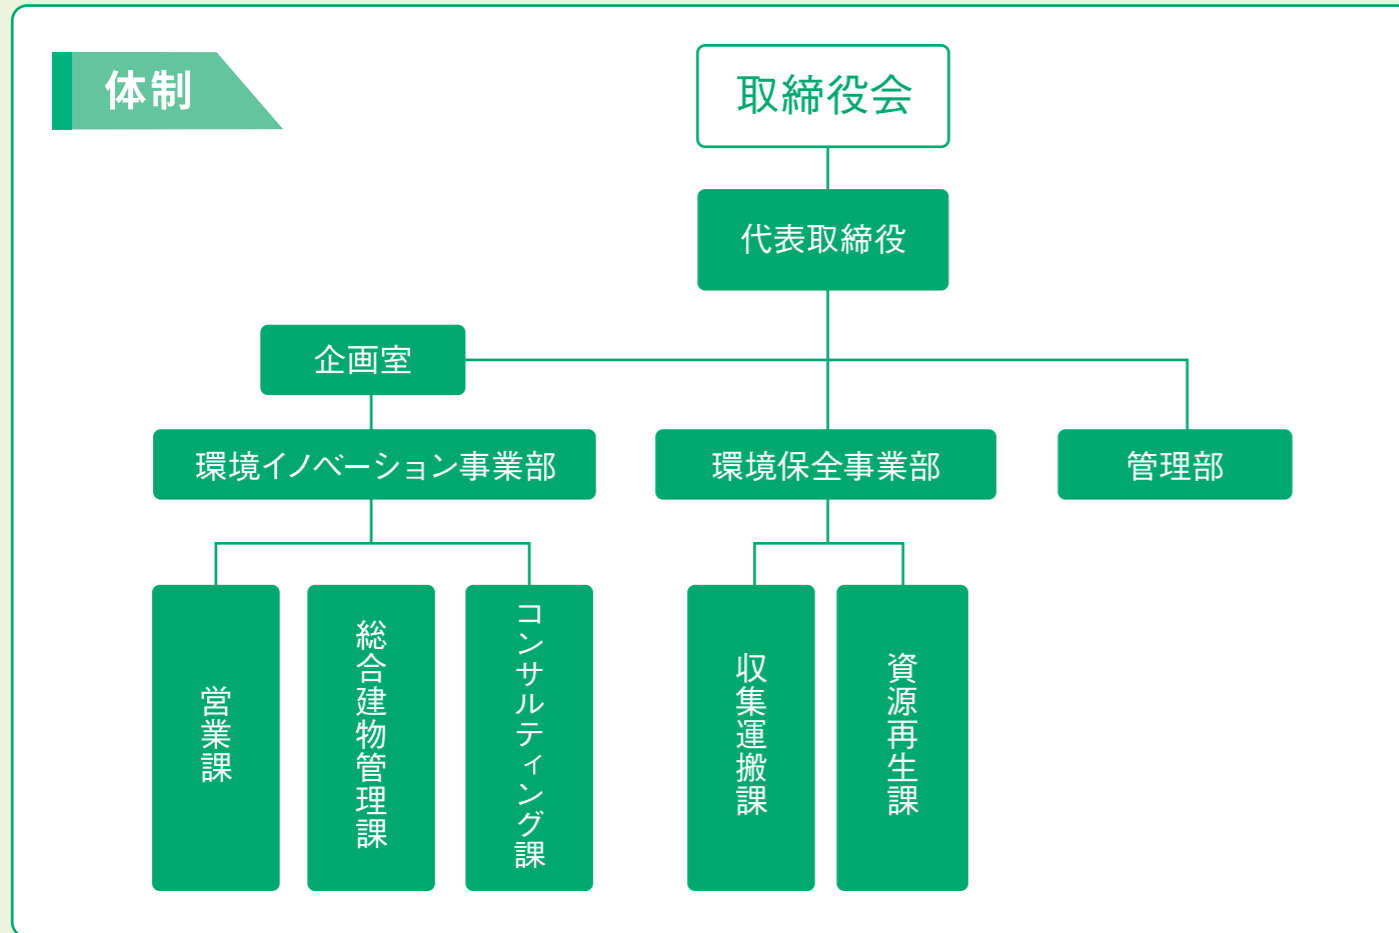 体制
取締役会
代表取締役
企画室
環境イノベーション事業部
環境保全事業部
管理部
営業課
総合建物管理課
コンサルティング課
収集運搬課
資源再生課